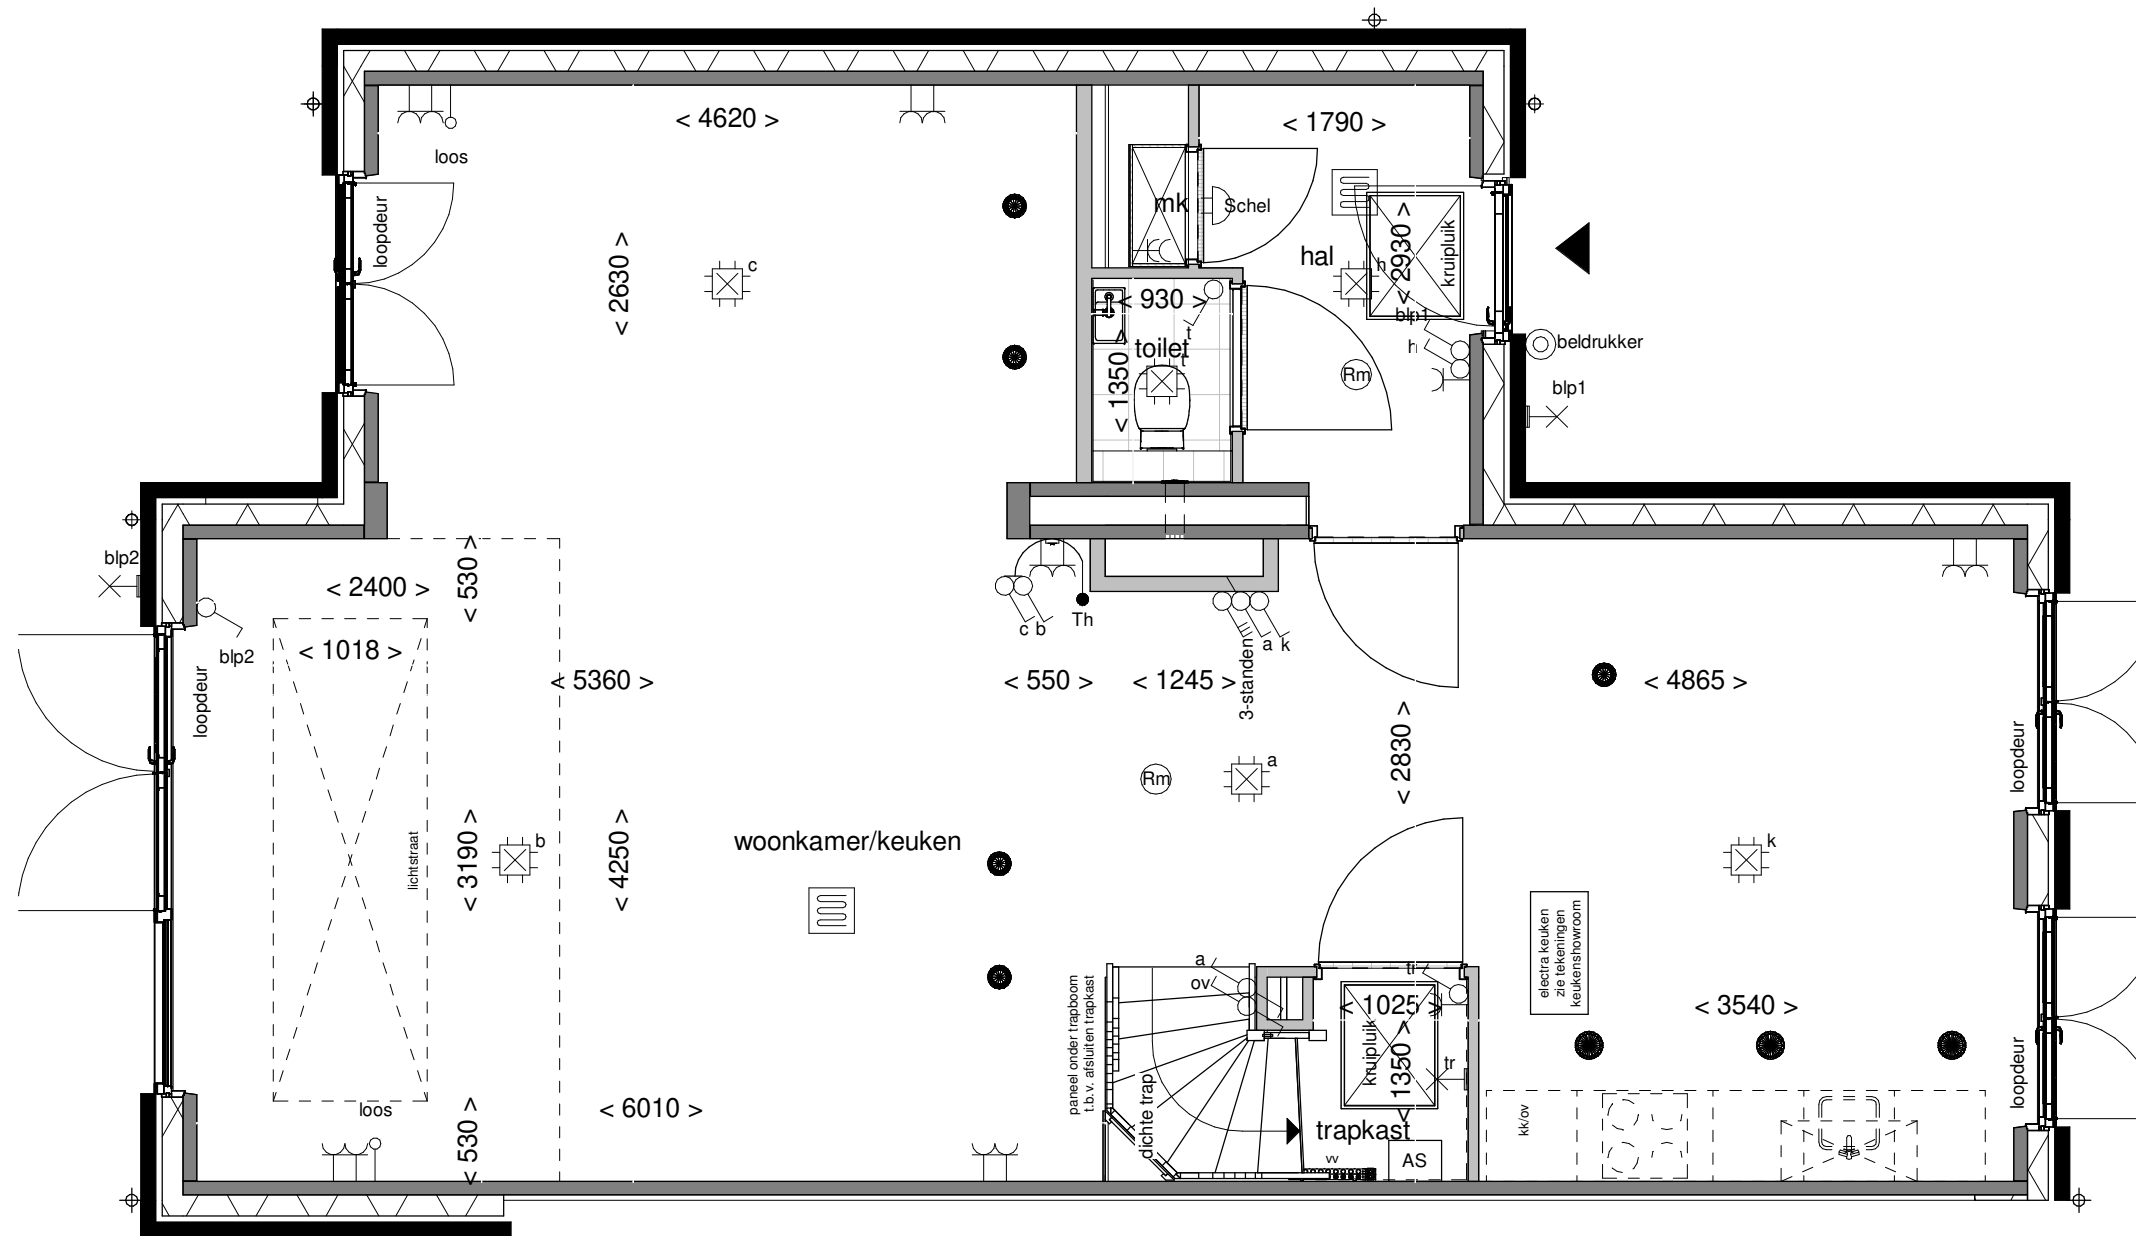 < 4620 >
< 1790 >
loos
loopdeur
mk
Schel
< 2630 >
c
hal
h
< 2930 >
kruipluik
< 930 >
t
toilet
t
< 1350 >
blp1
h
Rm
beldrukker
blp1
blp2
< 2400 >
< 530 >
blp2
< 1018 >
loopdeur
c b
Th
a k
3-standen
< 5360 >
< 550 >
< 1245 >
< 4865 >
< 2830 >
loopdeur
Rm
a
woonkamer/keuken
lichtstraat
< 3190 >
b
< 4250 >
k
electra keuken
zie tekeningen
keukenshowroom
a
ov
tr
< 1025 >
< 3540 >
paneel onder trapboom
t.b.v. afsluiten trapkast
kruipluik
< 1350 >
tr
loopdeur
loos
< 530 >
< 6010 >
dichte trap
trapkast
vv
AS
kk/ov